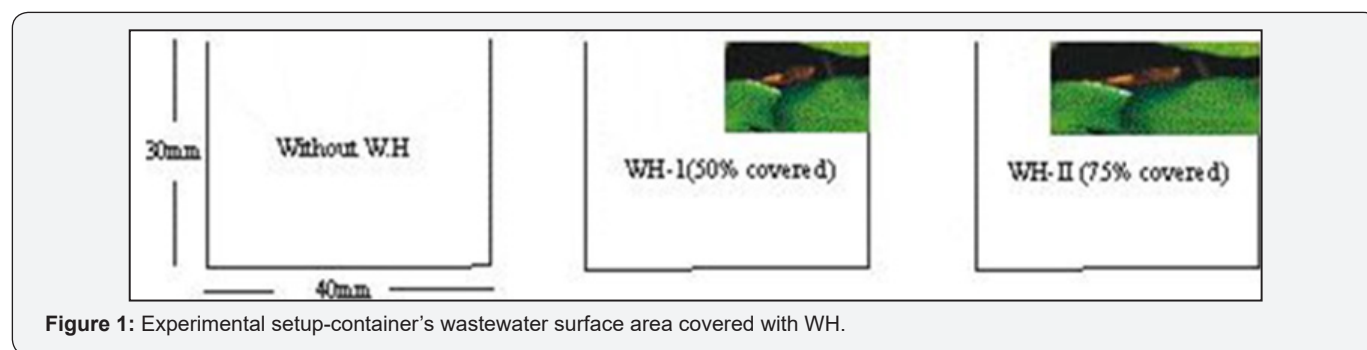 Without W.H
30mm
WH-1(50% covered)
WH-II (75% covered)
40mm
Figure 1: Experimental setup-container’s wastewater surface area covered with WH.